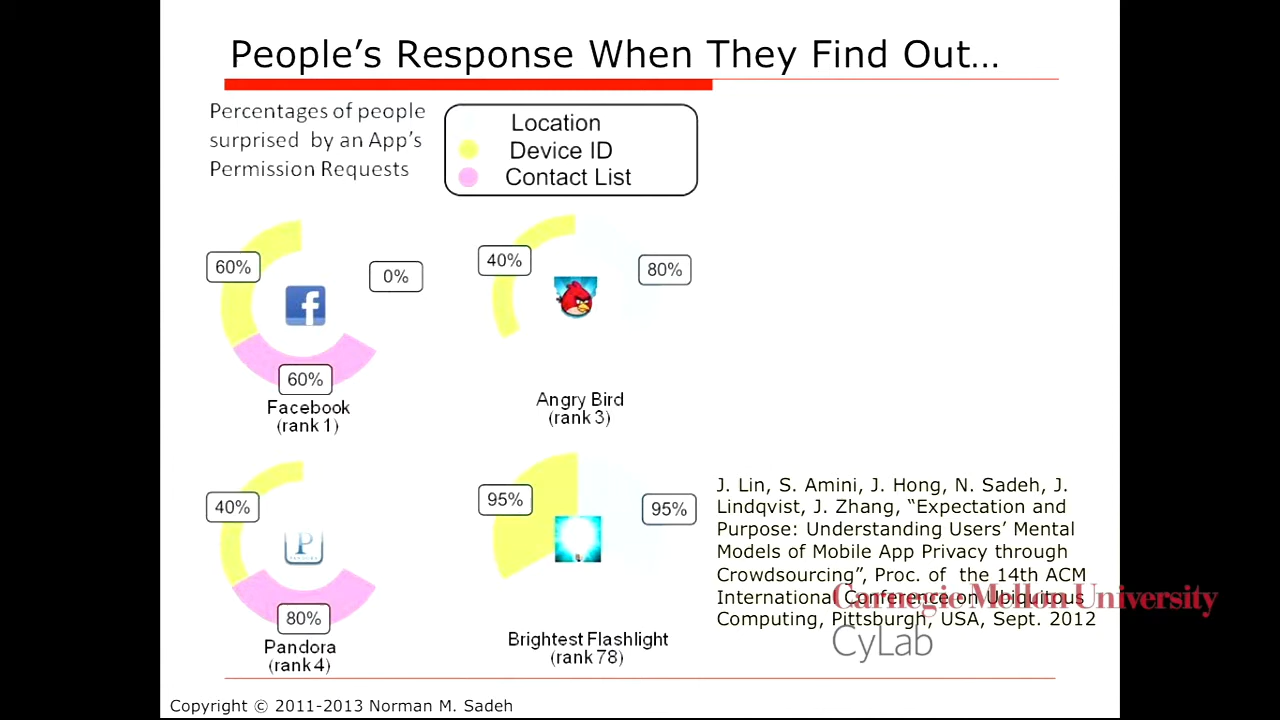 People’s Response When They Find Out…
Percentages of people
surprised by an App’s
Permission Requests
Location
Device ID
Contact List
60%
0%
60%
Facebook
(rank 1)
40%
80%
Angry Bird
(rank 3)
40%
80%
Pandora
(rank 4)
95%
95%
Brightest Flashlight
(rank 78)
J. Lin, S. Amini, J. Hong, N. Sadeh, J.
Lindqvist, J. Zhang, “Expectation and
Purpose: Understanding Users’ Mental
Models of Mobile App Privacy through
Crowdsourcing”, Proc. of the 14th ACM
International Conference on Ubiquitous
Computing, Pittsburgh, USA, Sept. 2012
Carnegie Mellon University
CyLab
Copyright © 2011-2013 Norman M. Sadeh